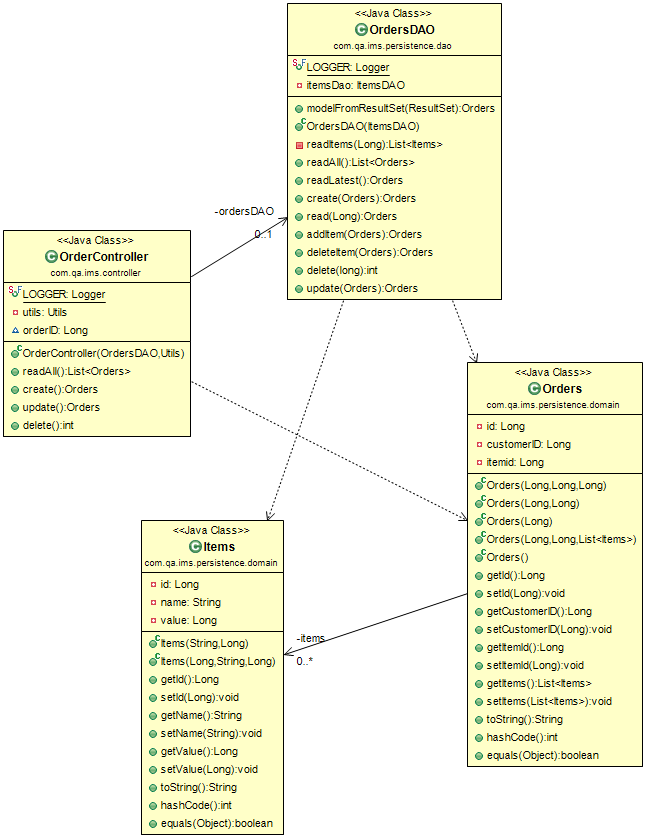 <<Java Class>>
OrdersDAO
com.qa.ims.persistence.dao
LOGGER: Logger
itemsDao: ItemsDAO
modelFromResultSet(ResultSet):Orders
OrdersDAO(ItemsDAO)
readItems(Long):List<Items>
readAll():List<Orders>
readLatest():Orders
create(Orders):Orders
read(Long):Orders
addItem(Orders):Orders
deleteItem(Orders):Orders
delete(long):int
update(Orders):Orders
-ordersDAO
0..1
<<Java Class>>
OrderController
com.qa.ims.controller
LOGGER: Logger
utils: Utils
orderID: Long
OrderController(OrdersDAO,Utils)
readAll():List<Orders>
create():Orders
update():Orders
delete():int
<<Java Class>>
Orders
com.qa.ims.persistence.domain
id: Long
customerID: Long
itemid: Long
Orders(Long,Long,Long)
Orders(Long,Long)
Orders(Long)
Orders(Long,Long,List<Items>)
Orders()
getId():Long
setId(Long):void
getCustomerID():Long
setCustomerID(Long):void
getItemId():Long
setItemId(Long):void
getItems():List<Items>
setItems(List<Items>):void
toString():String
hashCode():int
equals(Object):boolean
-items
0..*
<<Java Class>>
Items
com.qa.ims.persistence.domain
id: Long
name: String
value: Long
Items(String,Long)
Items(Long,String,Long)
getId():Long
setId(Long):void
getName():String
setName(String):void
getValue():Long
setValue(Long):void
toString():String
hashCode():int
equals(Object):boolean